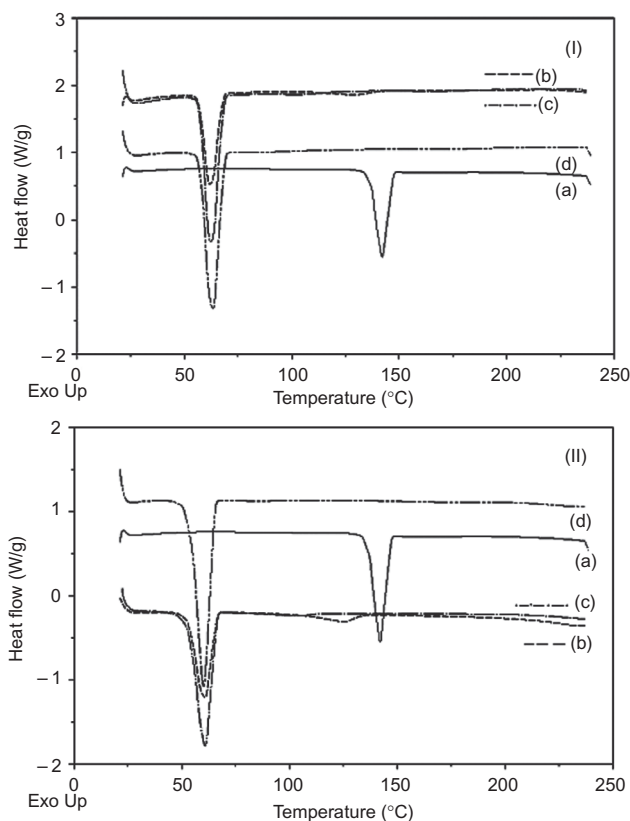 3
(I)
2
(b)
(c)
1
(d)
(a)
0
– 1
– 2
Heat flow (W/g)
0 50 100 150 200 250
Exo Up
Temperature (°C)
2
(II)
1
(d)
(a)
0
(c)
(b)
– 1
– 2
Heat flow (W/g)
0 50 100 150 200 250
Exo Up
Temperature (°C)